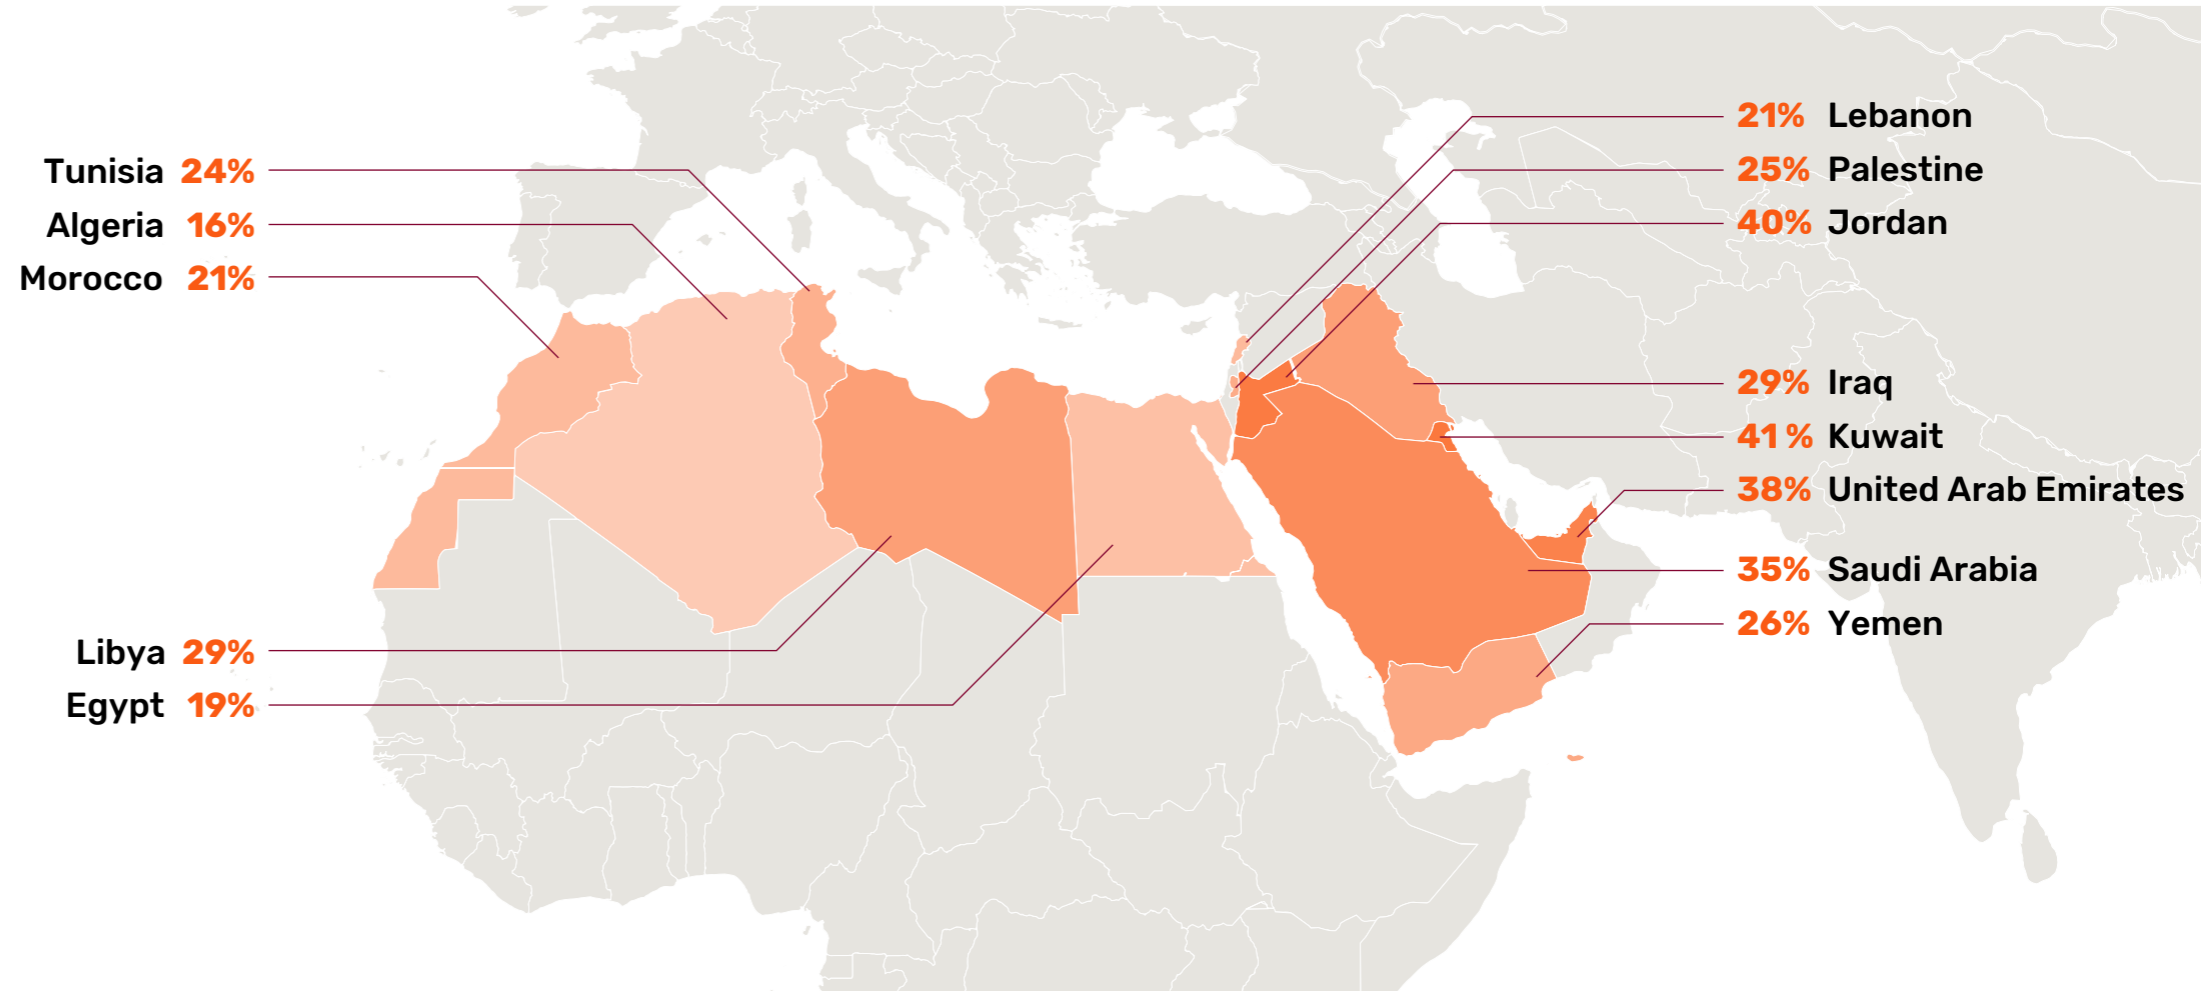 Tunisia 24%
Algeria 16%
Morocco 21%
Libya 29%
Egypt 19%
21% Lebanon
25% Palestine
40% Jordan
29% Iraq
41% Kuwait
38% United Arab Emirates
35% Saudi Arabia
26% Yemen